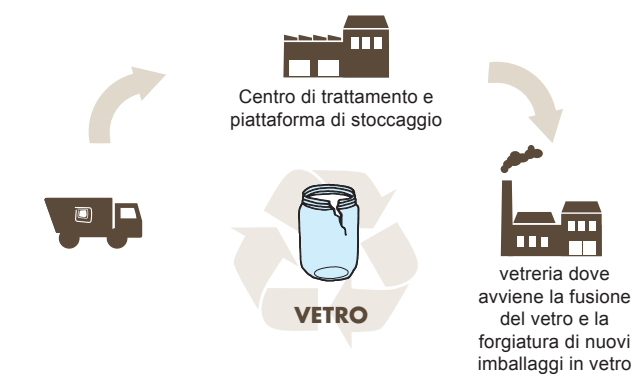 Centro di trattamento e
piattaforma di stoccaggio
VETRO
vetreria dove
avviene la fusione
del vetro e la
forgiatura di nuovi
imballaggi in vetro